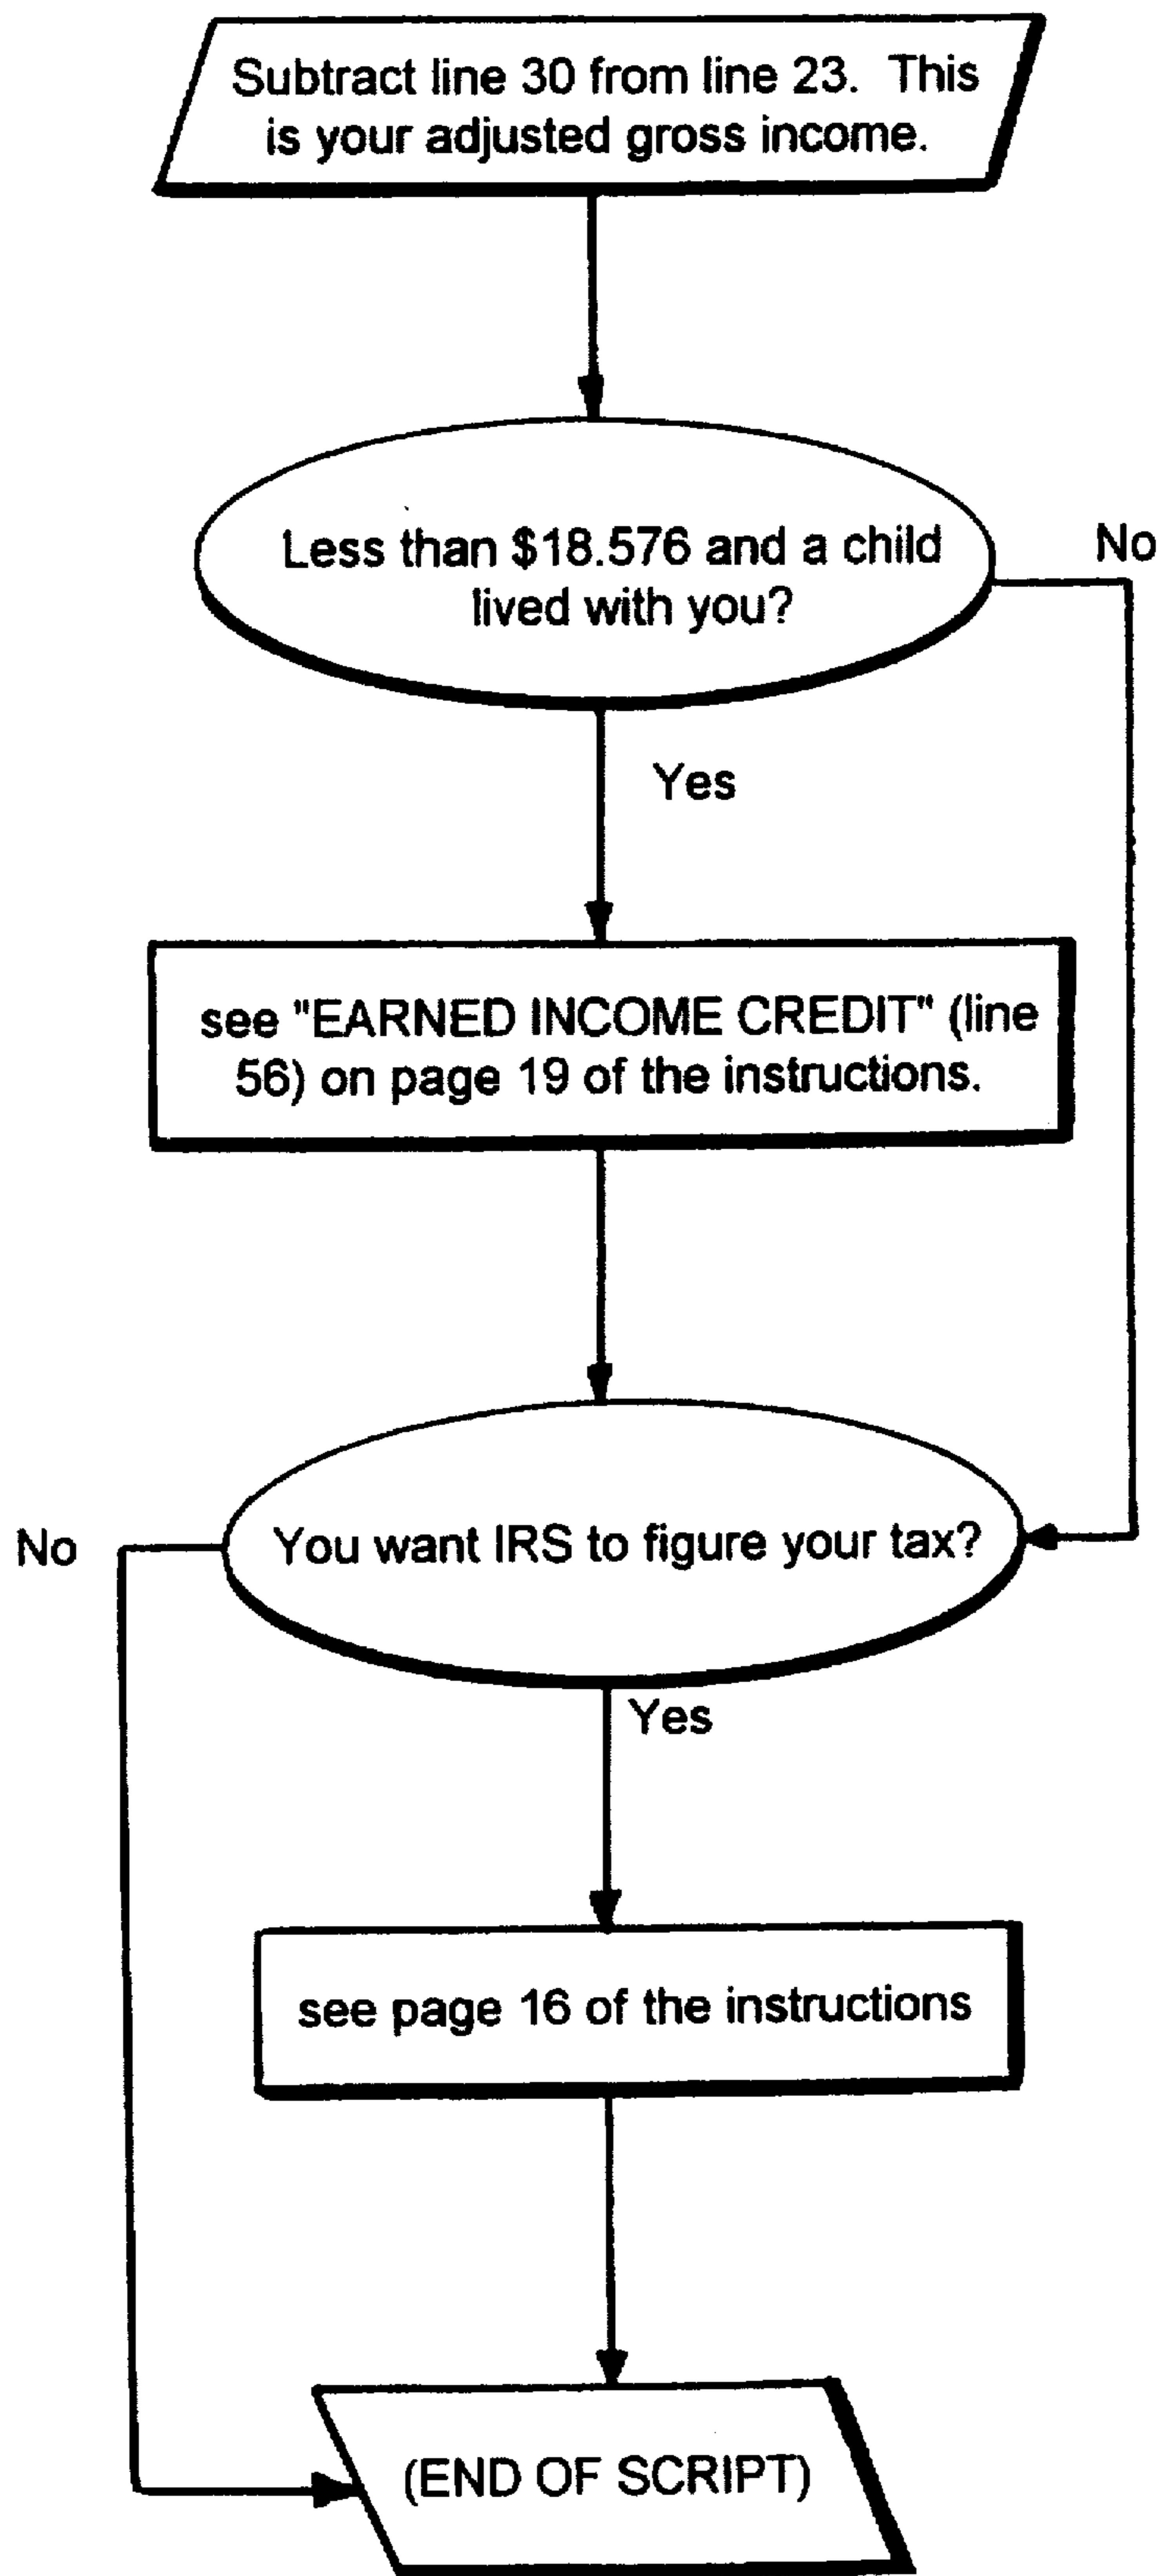 Subtract line 30 from line 23. This
is your adjusted gross income.
Less than $18.576 and a child
lived with you?
No
Yes
see "EARNED INCOME CREDIT" (line
56) on page 19 of the instructions.
No
You want IRS to figure your tax?
Yes
see page 16 of the instructions
(END OF SCRIPT)